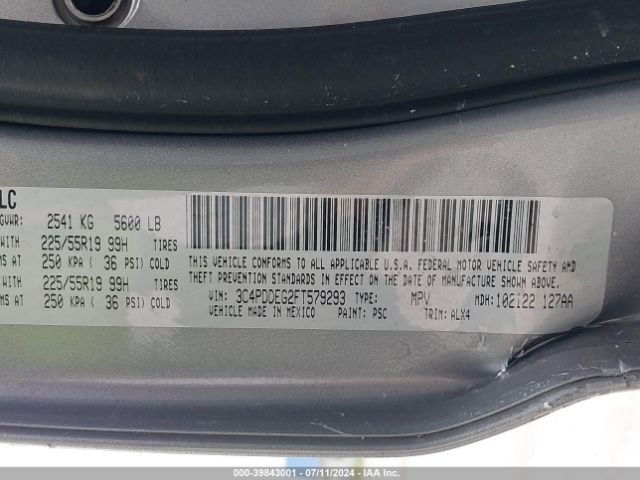 LC
GVWR: 2541 KG 5600 LB
WITH 225/55R19 99H TIRES
MS AT 250 KPA ( 36 PSI) COLD
WITH 225/55R19 99H TIRES
MS AT 250 KPA ( 36 PSI) COLD
THIS VEHICLE CONFORMS TO ALL APPLICABLE U.S.A. FEDERAL MOTOR VEHICLE SAFETY AND
THEFT PREVENTION STANDARDS IN EFFECT ON THE DATE OF MANUFACTURE SHOWN ABOVE.
VIN: 3C4PDDEG2FT579293 TYPE: MPV MDH: 102122 127AA
VEHICLE MADE IN MEXICO PAINT: PSC TRIM: ALX4
000-39843001 - 07/11/2024 - IAAI.COM